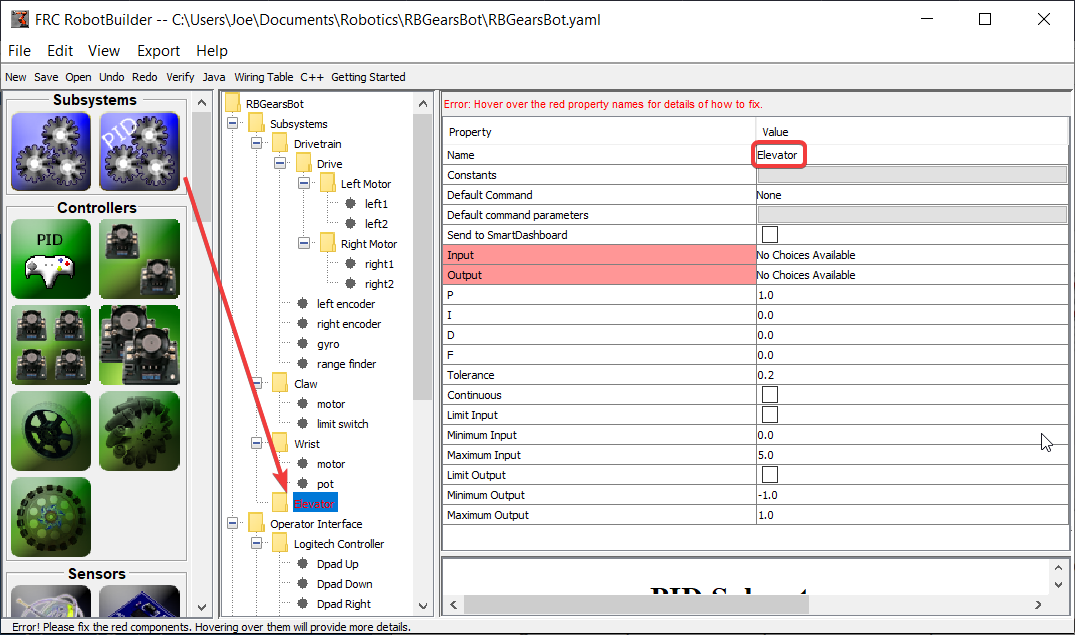 FRC RobotBuilder -- C:\Users\Joe\Documents\Robotics\RBGearsBot\RBGearsBot.yaml
File Edit View Export Help
New Save Open Undo Redo Verify Java Wiring Table C++ Getting Started
Subsystems
PID
Controllers
PID
Sensors
RBGearsBot
Subsystems
Drivetrain
Drive
Left Motor
left1
left2
Right Motor
right1
right2
left encoder
right encoder
gyro
range finder
Claw
motor
limit switch
Wrist
motor
pot
Elevator
Operator Interface
Logitech Controller
Dpad Up
Dpad Down
Dpad Right
Error: Hover over the red property names for details of how to fix.
Property Value
Name Elevator
Constants
Default Command None
Default command parameters
Send to SmartDashboard
Input No Choices Available
Output No Choices Available
P 1.0
I 0.0
D 0.0
F 0.0
Tolerance 0.2
Continuous
Limit Input
Minimum Input 0.0
Maximum Input 5.0
Limit Output
Minimum Output -1.0
Maximum Output 1.0
Error! Please fix the red components. Hovering over them will provide more details.